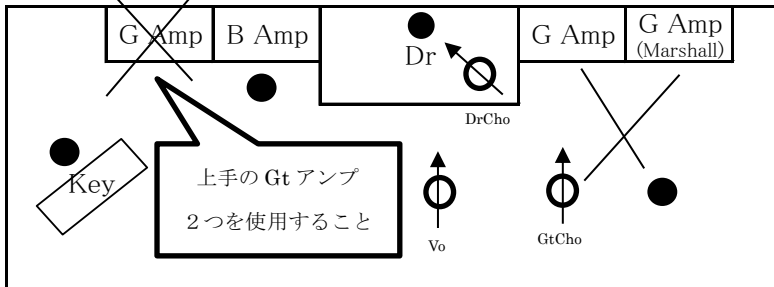 G Amp
B Amp
Dr
G Amp
G Amp
(Marshall)
DrCho
Key
上手の Gt アンプ
２つを使用すること
Vo
GtCho